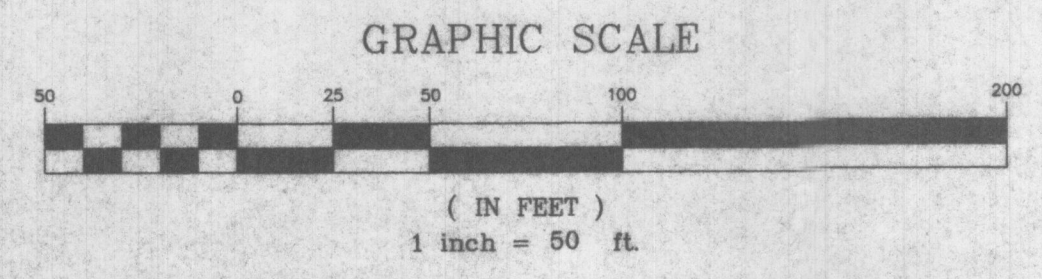 GRAPHIC SCALE
50 0 25 50 100 200
( IN FEET )
1 inch = 50 ft.